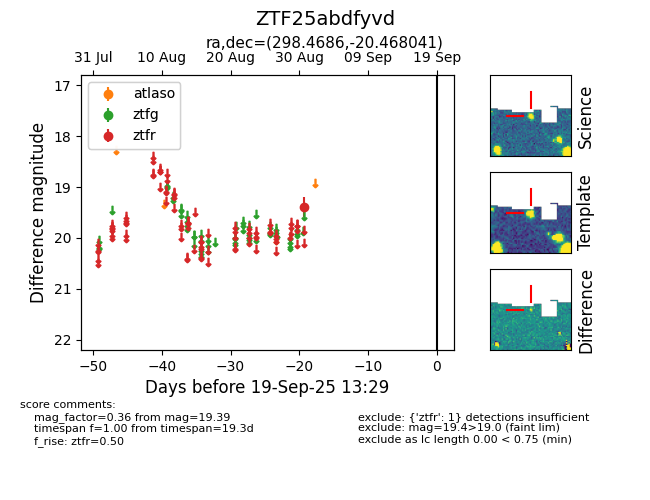 ZTF25abdfyvd
ra,dec=(298.4686,-20.468041)
31 Jul 10 Aug 20 Aug 30 Aug 09 Sep 19 Sep
17
18
19
20
21
22
Difference magnitude
atlaso
ztfg
ztfr
−50 −40 −30 −20 −10 0
Days before 19-Sep-25 13:29
Science
Template
Difference
score comments:
mag_factor=0.36 from mag=19.39
timespan f=1.00 from timespan=19.3d
f_rise: ztfr=0.50
exclude: {'ztfr': 1} detections insufficient
exclude: mag=19.4>19.0 (faint lim)
exclude as lc length 0.00 < 0.75 (min)